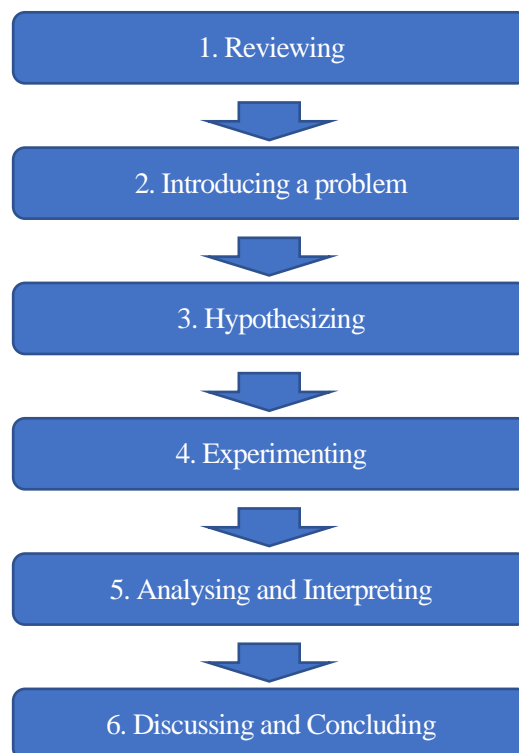 1. Reviewing
2. Introducing a problem
3. Hypothesizing
4. Experimenting
5. Analysing and Interpreting
6. Discussing and Concluding